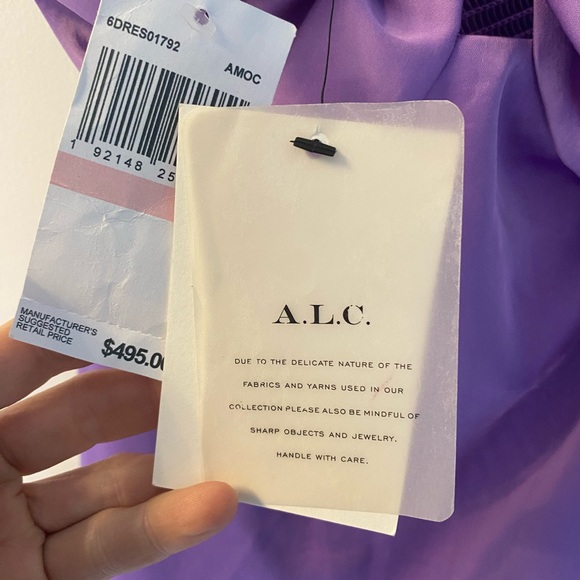 6DRES01792
AMOC
1 92148 25
MANUFACTURER'S
SUGGESTED
RETAIL PRICE
$495.00
A.L.C.
DUE TO THE DELICATE NATURE OF THE
FABRICS AND YARNS USED IN OUR
COLLECTION PLEASE ALSO BE MINDFUL OF
SHARP OBJECTS AND JEWELRY.
HANDLE WITH CARE.